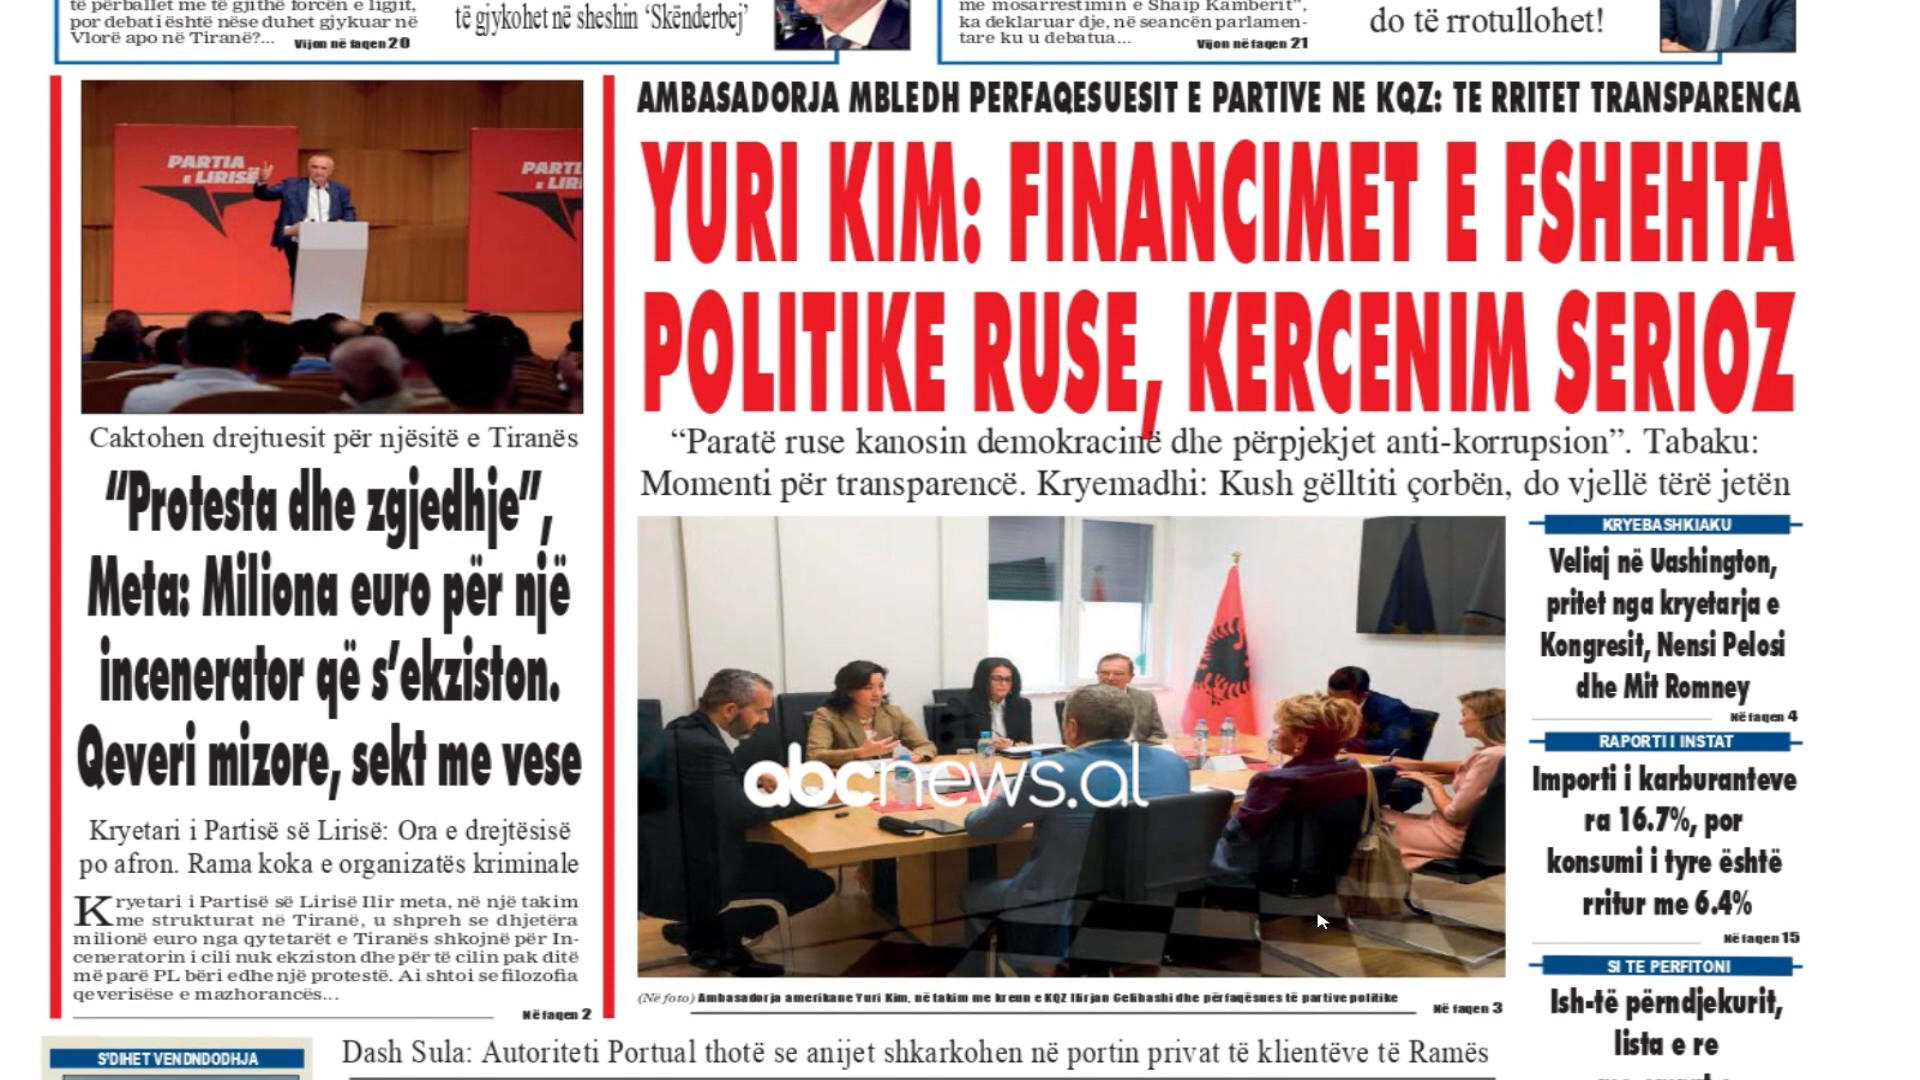 të përballet me të gjithë forcën e ligjit,
por debati është nëse duhet gjykuar në
Vlorë apo në Tiranë?...
Vijon në faqen 20
të gjykohet në sheshin ‘Skënderbej’
me mosarrestimin e Shaip Kamberit”,
ka deklaruar dje, në seancën parlamen-
tare ku u debatua...
Vijon në faqen 21
do të rrotullohet!
PARTIA
E LIRISË
PARTI
E LIRI
Caktohen drejtuesit për njësitë e Tiranës
“Protesta dhe zgjedhje”,
Meta: Miliona euro për një
incenerator që s’ekziston.
Qeveri mizore, sekt me vese
Kryetari i Partisë së Lirisë: Ora e drejtësisë
po afron. Rama koka e organizatës kriminale
Kryetari i Partisë së Lirisë Ilir meta, në një takim
me strukturat në Tiranë, u shpreh se dhjetëra
milionë euro nga qytetarët e Tiranës shkojnë për In-
ceneratorin i cili nuk ekziston dhe për të cilin pak ditë
më parë PL bëri edhe një protestë. Ai shtoi se filozofia
qeverisëse e mazhorancës...
Në faqen 2
AMBASADORJA MBLEDH PERFAQESUESIT E PARTIVE NE KQZ: TE RRITET TRANSPARENCA
YURI KIM: FINANCIMET E FSHEHTA
POLITIKE RUSE, KERCENIM SERIOZ
“Paratë ruse kanosin demokracinë dhe përpjekjet anti-korrupsion”. Tabaku:
Momenti për transparencë. Kryemadhi: Kush gëlltiti çorbën, do vjellë tërë jetën
abcnews.al
(Në foto) Ambasadorja amerikane Yuri Kim, në takim me kreun e KQZ Ilirjan Celibashi dhe përfaqësues të partive politike
Në faqen 3
KRYEBASHKIAKU
Veliaj në Uashington,
pritet nga kryetarja e
Kongresit, Nensi Pelosi
dhe Mit Romney
Në faqen 4
RAPORTI I INSTAT
Importi i karburanteve
ra 16.7%, por
konsumi i tyre është
rritur me 6.4%
Në faqen 15
SI TE PERFITONI
Ish-të përndjekurit,
lista e re
S’DIHET VENDNDODHJA
Dash Sula: Autoriteti Portual thotë se anijet shkarkohen në portin privat të klientëve të Ramës